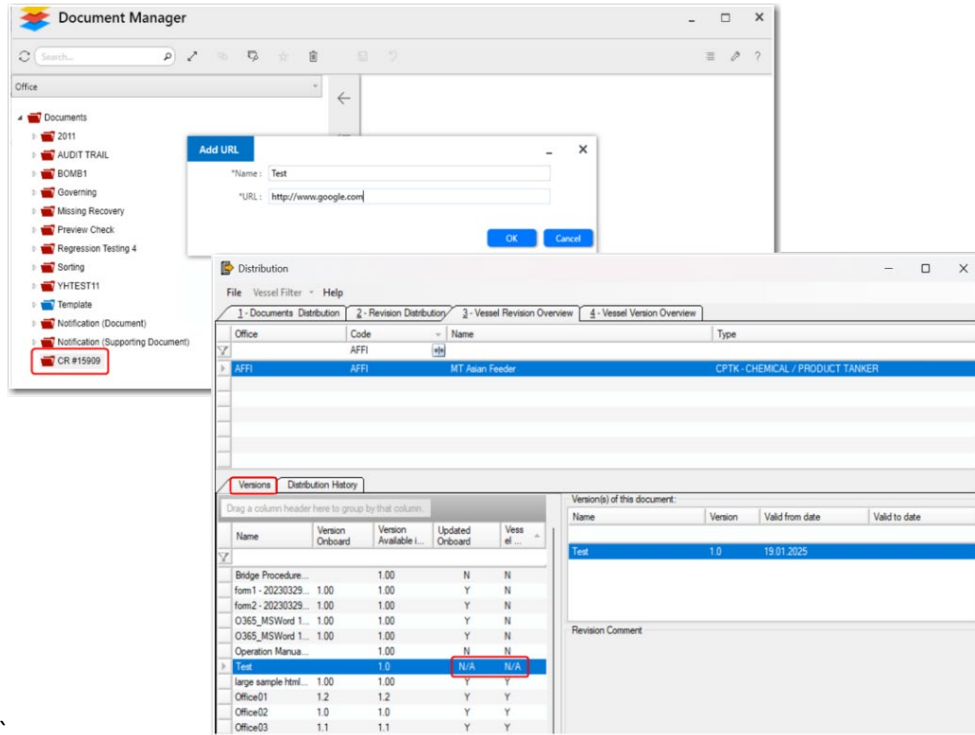 Document Manager
Search...
Office
Documents
2011
AUDIT TRAIL
BOMB1
Governing
Missing Recovery
Preview Check
Regression Testing 4
Sorting
YHTEST11
Template
Notification (Document)
Notification (Supporting Document)
CR #15909
Add URL
*Name : Test
*URL : http://www.google.com
OK Cancel
Distribution
File Vessel Filter Help
1 - Documents Distribution 2 - Revision Distribution 3 - Vessel Revision Overview 4 - Vessel Version Overview
Office Code Name Type
AFFI
AFFI AFFI MT Asian Feeder CPTK - CHEMICAL / PRODUCT TANKER
Versions Distribution History
Drag a column header here to group by that column.
Name Version Onboard Version Available i... Updated Onboard Vess el ...
Bridge Procedure... 1.00 N N
form1 - 20230329... 1.00 1.00 Y N
form2 - 20230329... 1.00 1.00 Y N
O365_MSWord 1... 1.00 1.00 Y N
O365_MSWord 1... 1.00 1.00 Y N
Operation Manua... 1.00 N N
Test 1.0 N/A N/A
large sample html... 1.00 1.00 Y Y
Office01 1.2 1.2 Y Y
Office02 1.0 1.0 Y Y
Office03 1.1 1.1 Y Y
Version(s) of this document:
Name Version Valid from date Valid to date
Test 1.0 19.01.2025
Revision Comment
`